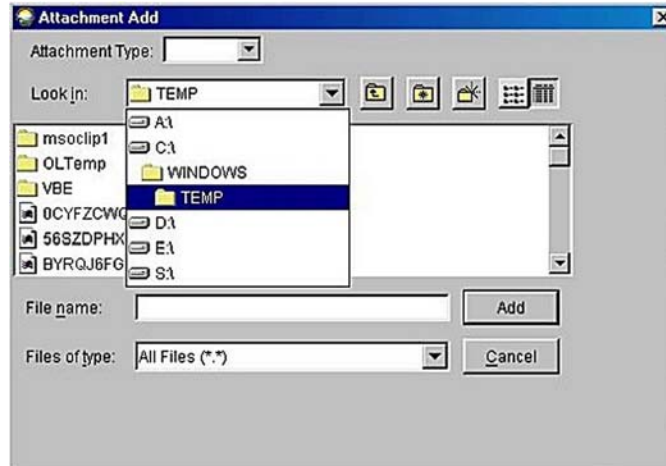 Attachment Add
Attachment Type:
Look in: TEMP
A:\
C:\
WINDOWS
TEMP
D:\
E:\
S:\
msoclip1
OLTemp
VBE
0CYFZCWC
56SZDPHX
BYRQJ6FG
File name: Add
Files of type: All Files (*.*) Cancel